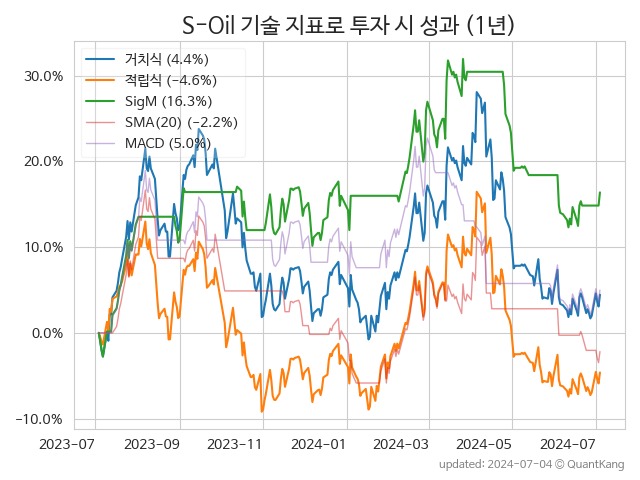 S-Oil 기술 지표로 투자 시 성과 (1년)
거치식 (4.4%)
적립식 (−4.6%)
SigM (16.3%)
SMA(20) (−2.2%)
MACD (5.0%)
30.0%
20.0%
10.0%
0.0%
−10.0%
2023-07 2023-09 2023-11 2024-01 2024-03 2024-05 2024-07
updated: 2024-07-04 © QuantKang